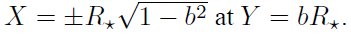 X = ±R⋆√1 − b² at Y = bR⋆.